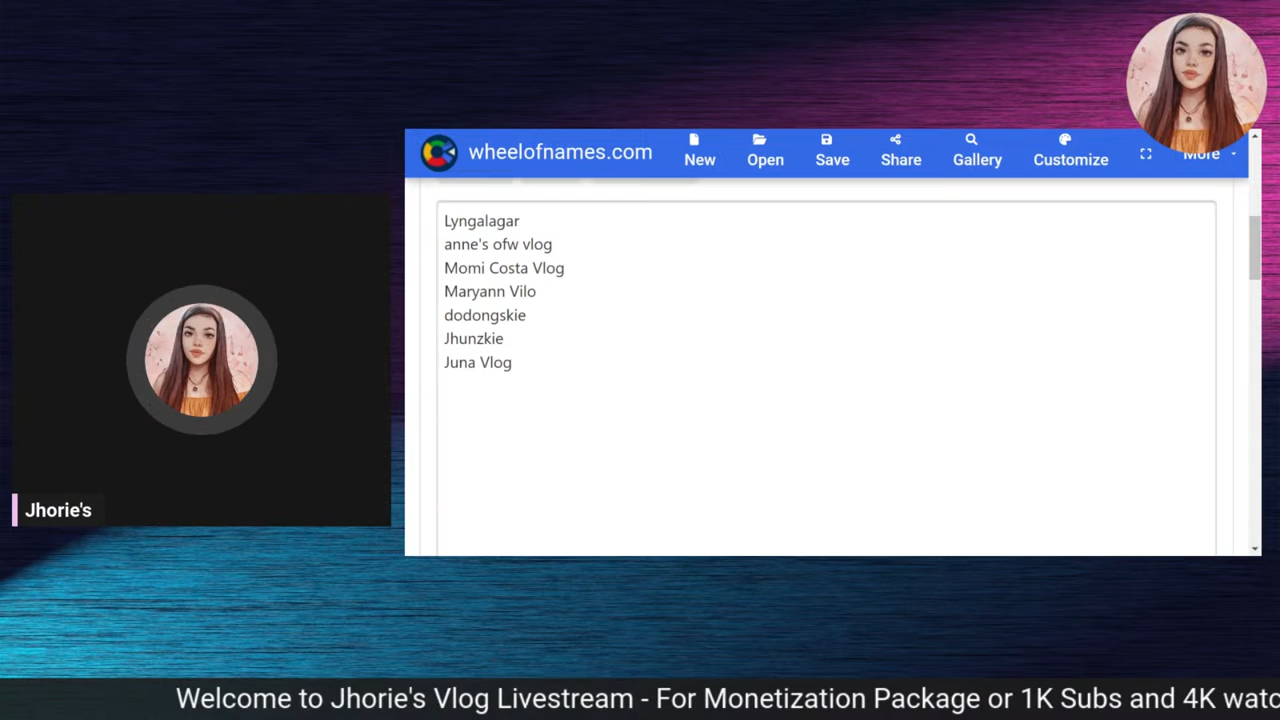 wheelofnames.com
New
Open
Save
Share
Gallery
Customize
More
Lyngalagar
anne's ofw vlog
Momi Costa Vlog
Maryann Vilo
dodongskie
Jhunzkie
Juna Vlog
Jhorie's
Welcome to Jhorie's Vlog Livestream - For Monetization Package or 1K Subs and 4K